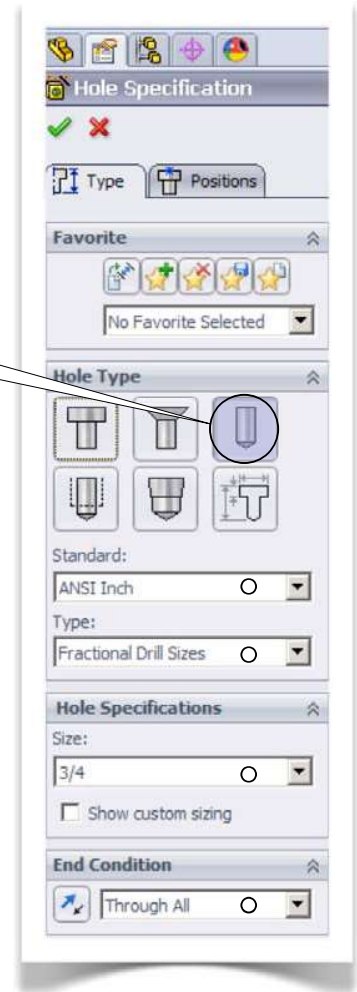 Hole Specification
Type Positions
Favorite
No Favorite Selected
Hole Type
Standard:
ANSI Inch
Type:
Fractional Drill Sizes
Hole Specifications
Size:
3/4
Show custom sizing
End Condition
Through All